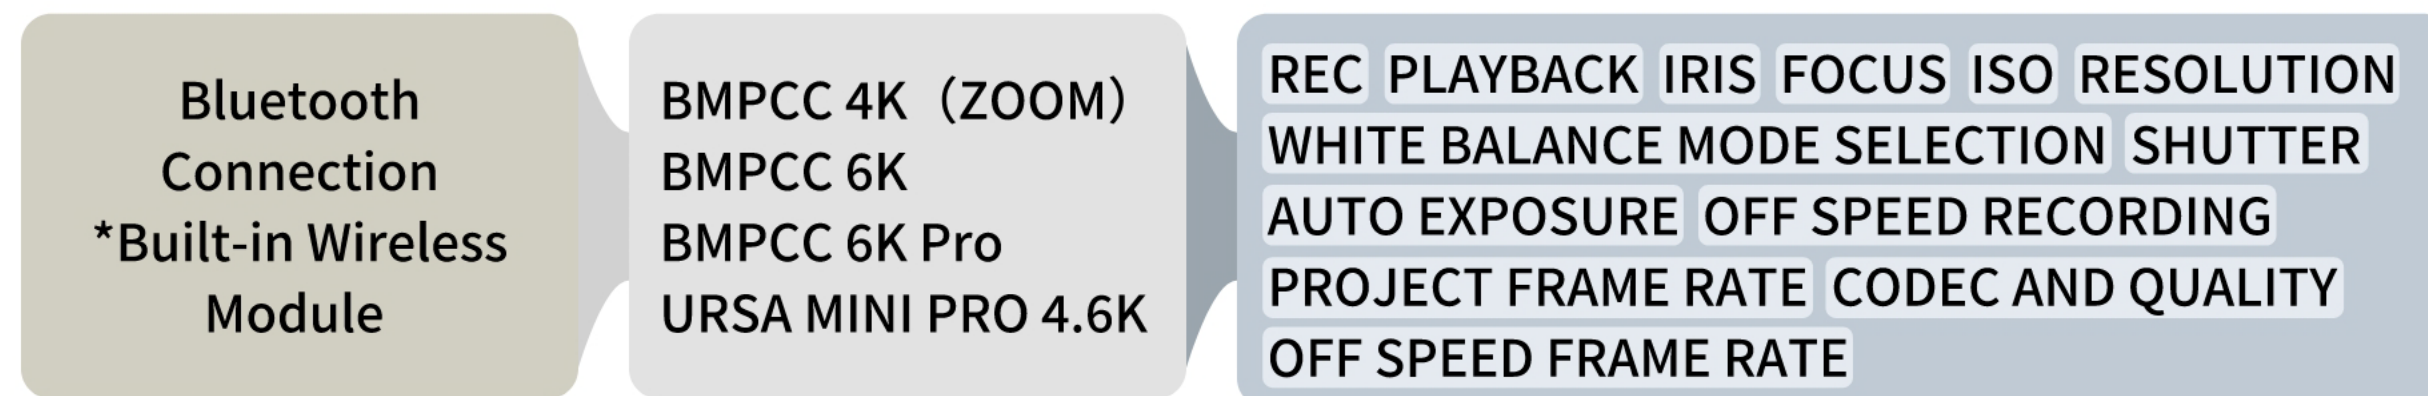 Bluetooth
Connection
*Built-in Wireless
Module
BMPCC 4K（ZOOM）
BMPCC 6K
BMPCC 6K Pro
URSA MINI PRO 4.6K
REC PLAYBACK IRIS FOCUS ISO RESOLUTION
WHITE BALANCE MODE SELECTION SHUTTER
AUTO EXPOSURE OFF SPEED RECORDING
PROJECT FRAME RATE CODEC AND QUALITY
OFF SPEED FRAME RATE